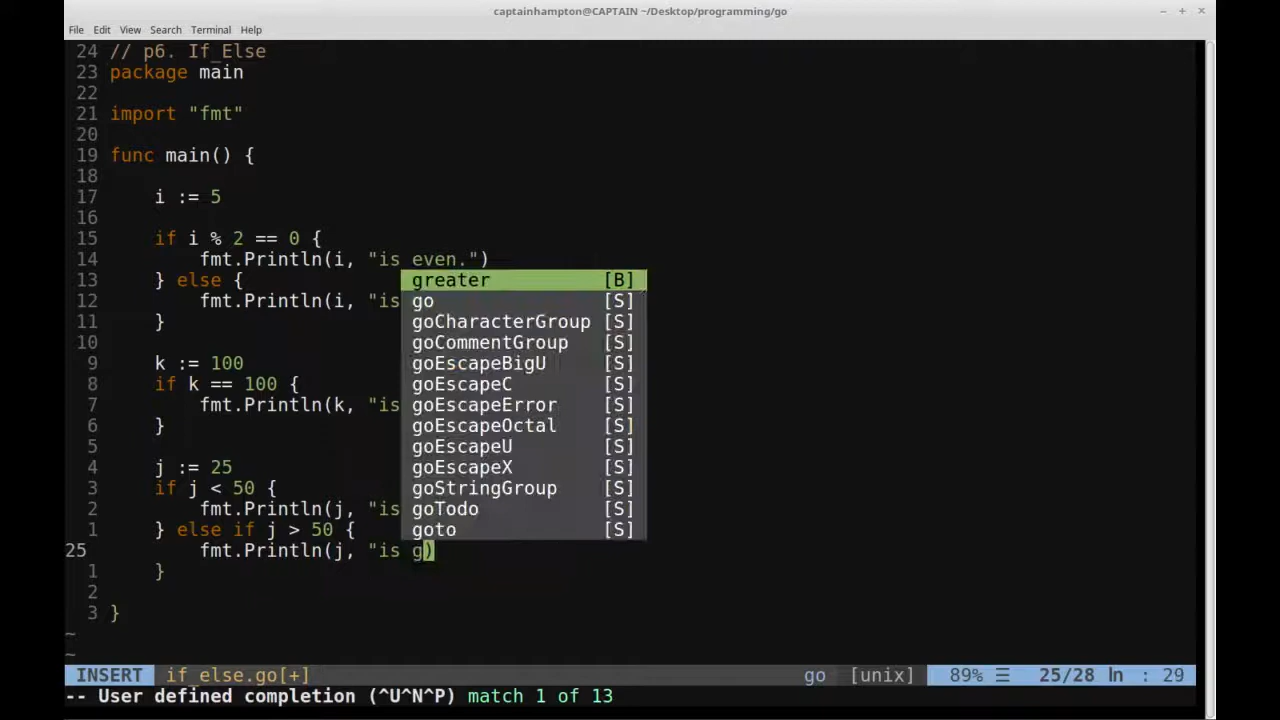 captainhampton@CAPTAIN ~/Desktop/programming/go
File Edit View Search Terminal Help
24 // p6. If_Else
23 package main
22
21 import "fmt"
20
19 func main() {
18
17 i := 5
16
15 if i % 2 == 0 {
14 fmt.Println(i, "is even.")
13 } else {
12 fmt.Println(i, "is
11 }
10
9 k := 100
8 if k == 100 {
7 fmt.Println(k, "is
6 }
5
4 j := 25
3 if j < 50 {
2 fmt.Println(j, "is
1 } else if j > 50 {
25 fmt.Println(j, "is g)
1 }
2
3 }
~
~
greater [B]
go [S]
goCharacterGroup [S]
goCommentGroup [S]
goEscapeBigU [S]
goEscapeC [S]
goEscapeError [S]
goEscapeOctal [S]
goEscapeU [S]
goEscapeX [S]
goStringGroup [S]
goTodo [S]
goto [S]
INSERT if_else.go[+] go [unix] 89% ☰ 25/28 ln : 29
-- User defined completion (^U^N^P) match 1 of 13